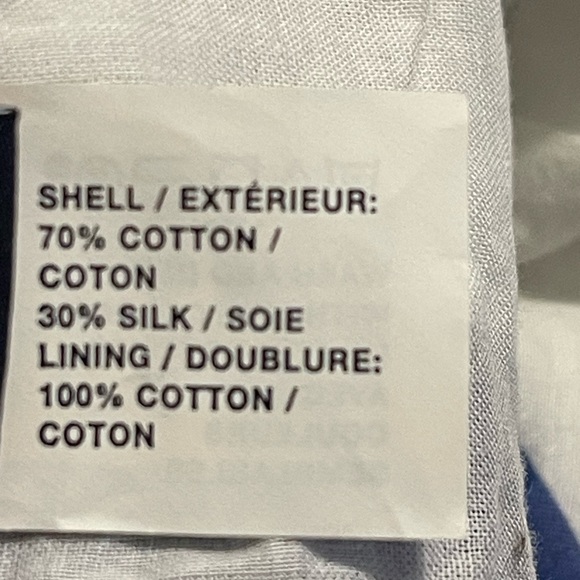 SHELL / EXTÉRIEUR:
70% COTTON /
COTON
30% SILK / SOIE
LINING / DOUBLURE:
100% COTTON /
COTON